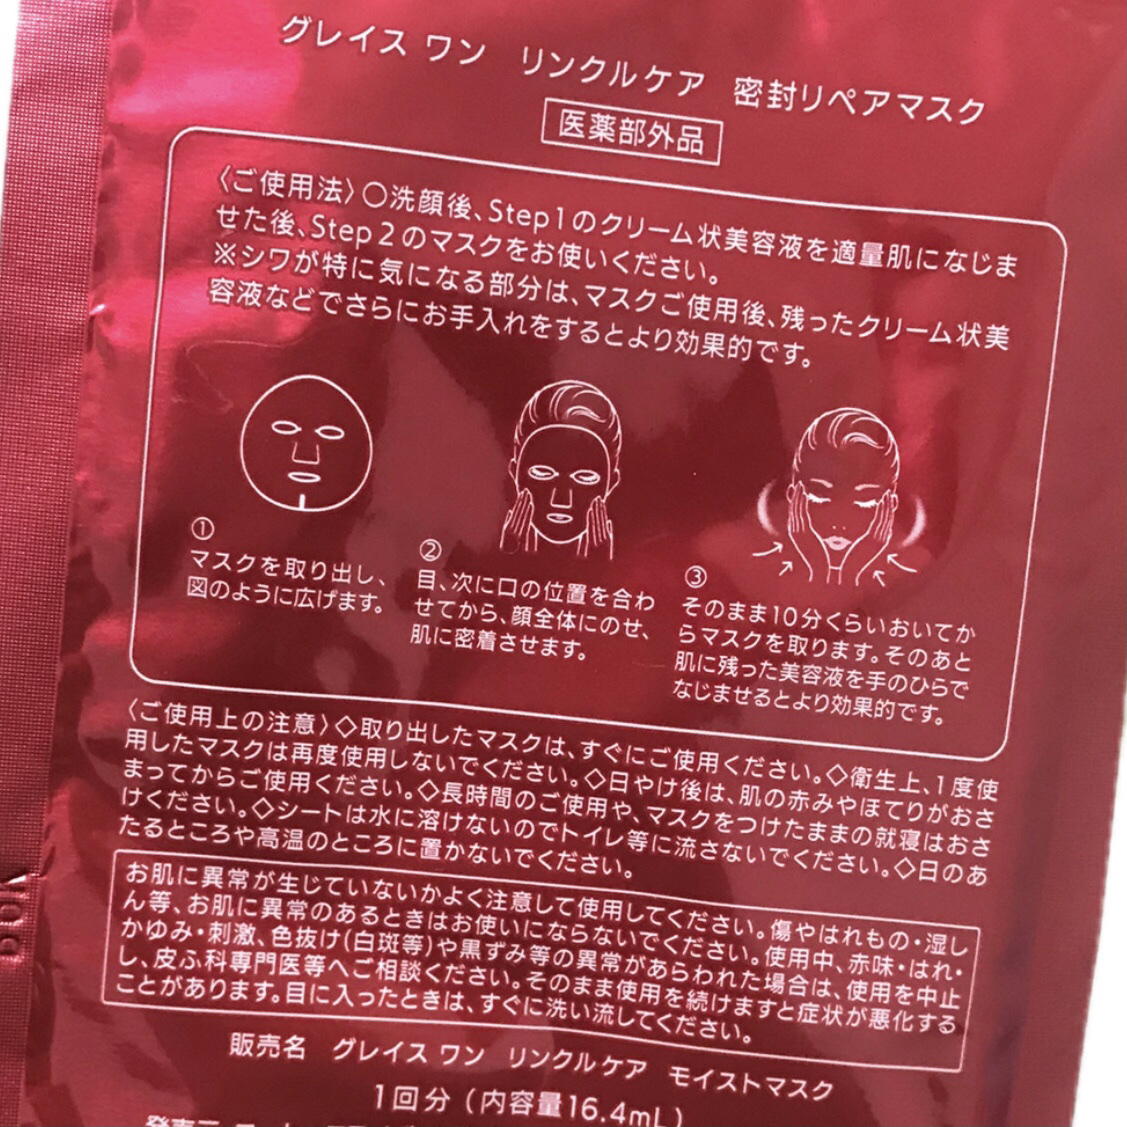 グレイス ワン　リンクルケア　密封リペアマスク
医薬部外品
〈ご使用法〉○洗顔後、Step1のクリーム状美容液を適量肌になじま
せた後、Step2のマスクをお使いください。
※シワが特に気になる部分は、マスクご使用後、残ったクリーム状美
容液などでさらにお手入れをするとより効果的です。
①
マスクを取り出し、
図のように広げます。
②
目、次に口の位置を合わ
せてから、顔全体にのせ、
肌に密着させます。
③
そのまま10分くらいおいてか
らマスクを取ります。そのあと
肌に残った美容液を手のひらで
なじませるとより効果的です。
〈ご使用上の注意〉◇取り出したマスクは、すぐにご使用ください。◇衛生上、1度使
用したマスクは再度使用しないでください。◇日やけ後は、肌の赤みやほてりがおさ
まってからご使用ください。◇長時間のご使用や、マスクをつけたままの就寝はおさ
けください。◇シートは水に溶けないのでトイレ等に流さないでください。◇日のあ
たるところや高温のところに置かないでください。
お肌に異常が生じていないかよく注意して使用してください。傷やはれもの・湿し
ん等、お肌に異常のあるときはお使いにならないでください。使用中、赤味・はれ・
かゆみ・刺激、色抜け(白斑等)や黒ずみ等の異常があらわれた場合は、使用を中止
し、皮ふ科専門医等へご相談ください。そのまま使用を続けますと症状が悪化する
ことがあります。目に入ったときは、すぐに洗い流してください。
販売名　グレイス ワン　リンクルケア　モイストマスク
1回分 (内容量16.4mL)